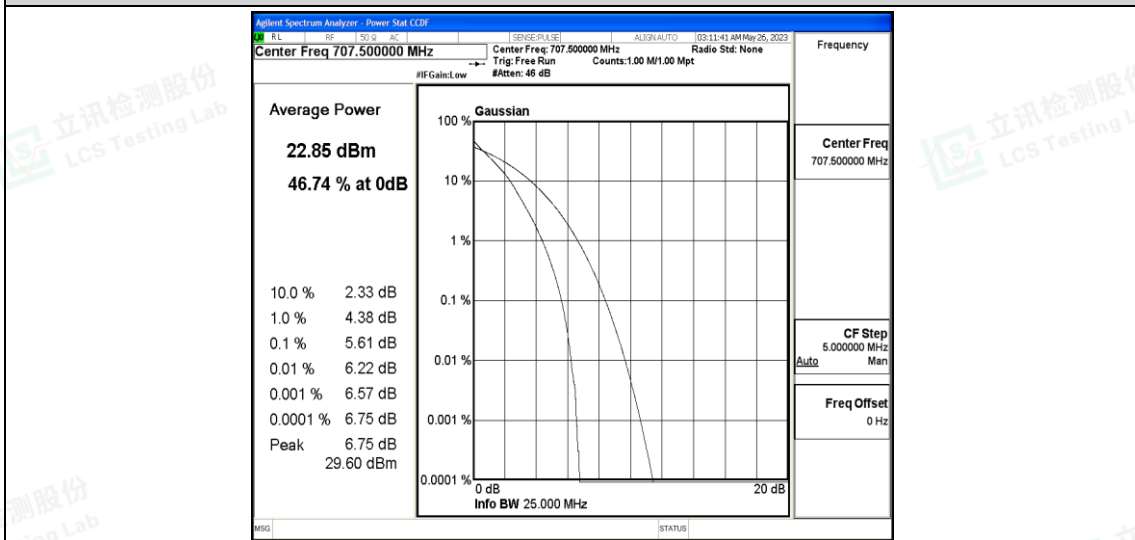 Agilent Spectrum Analyzer - Power Stat CCDF
LXI RL RF 50 Ω AC SENSE:PULSE ALIGN AUTO 03:11:41 AM May 26, 2023
Center Freq 707.500000 MHz
Center Freq: 707.500000 MHz Radio Std: None
Trig: Free Run Counts:1.00 M/1.00 Mpt
#IFGain:Low #Atten: 46 dB
Frequency
Average Power
22.85 dBm
46.74 % at 0dB
10.0 % 2.33 dB
1.0 % 4.38 dB
0.1 % 5.61 dB
0.01 % 6.22 dB
0.001 % 6.57 dB
0.0001 % 6.75 dB
Peak 6.75 dB
29.60 dBm
Gaussian
100 %
10 %
1 %
0.1 %
0.01 %
0.001 %
0.0001 %
0 dB 20 dB
Info BW 25.000 MHz
Center Freq
707.500000 MHz
CF Step
5.000000 MHz
Auto Man
Freq Offset
0 Hz
MSG STATUS
立讯检测股份
LCS Testing Lab
立讯检测股份
LCS Testing L
测股份
ing Lab
立